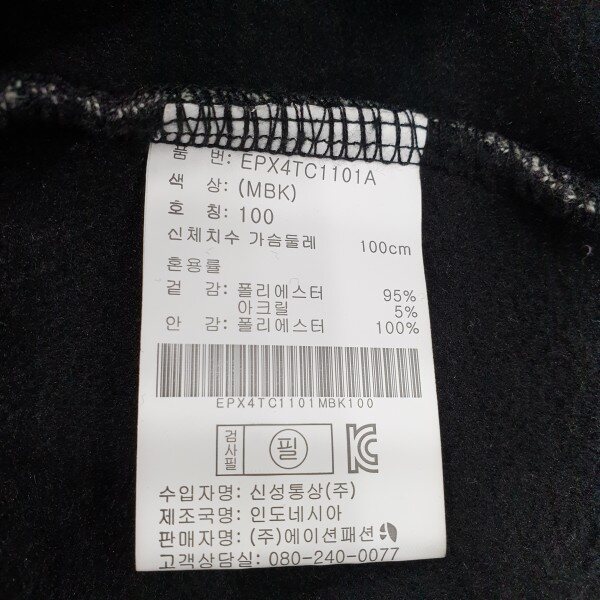 품 번: EPX4TC1101A
색 상: (MBK)
호 칭: 100
신체치수 가슴둘레 100cm
혼용률
겉 감: 폴리에스터 95%
아크릴 5%
안 감: 폴리에스터 100%
EPX4TC1101MBK100
검사필 필 KC
수입자명: 신성통상(주)
제조국명: 인도네시아
판매자명: (주)에이션패션
고객상담실: 080-240-0077